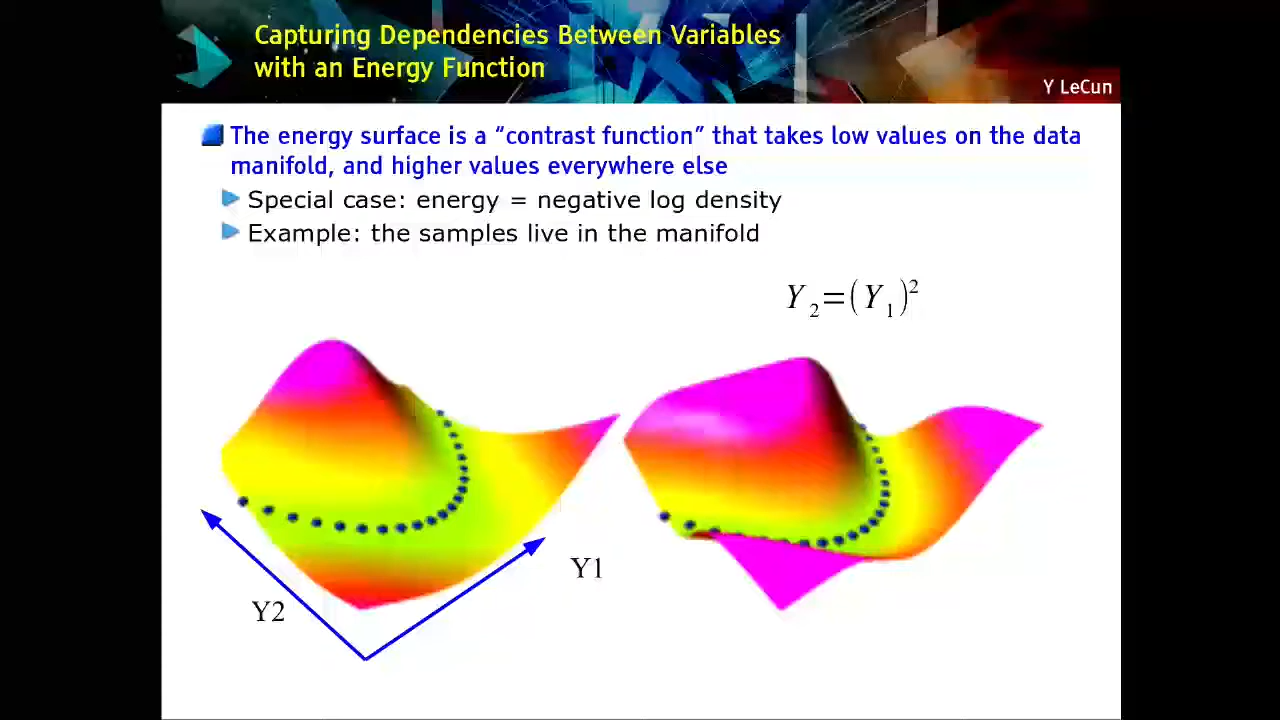 Capturing Dependencies Between Variables
with an Energy Function
Y LeCun
The energy surface is a “contrast function” that takes low values on the data
manifold, and higher values everywhere else
Special case: energy = negative log density
Example: the samples live in the manifold
Y₂=(Y₁)²
Y1
Y2